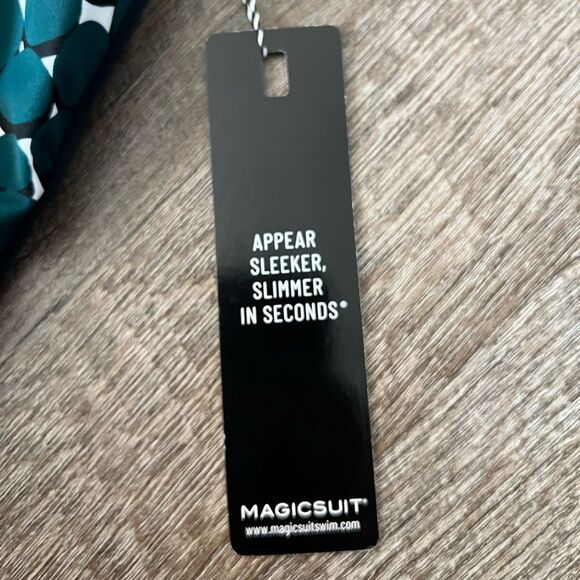 APPEAR
SLEEKER,
SLIMMER
IN SECONDS®
MAGICSUIT®
www.magicsuitswim.com